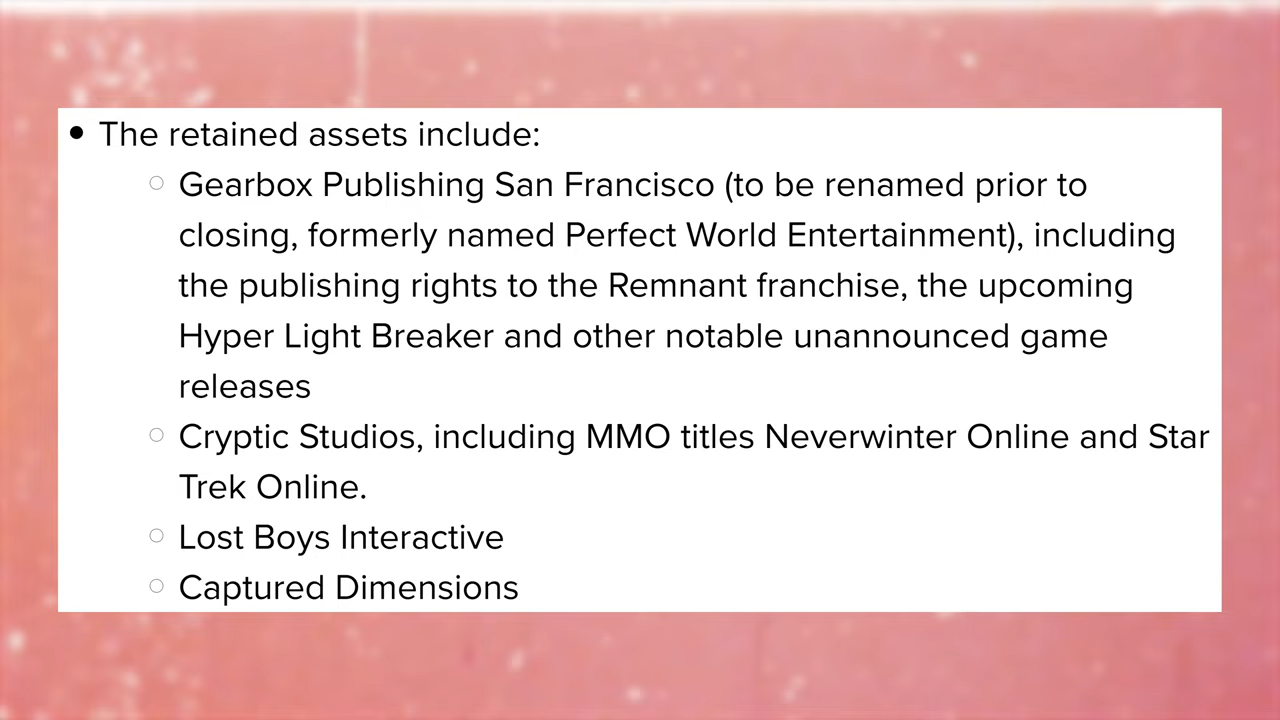 • The retained assets include:
○ Gearbox Publishing San Francisco (to be renamed prior to
closing, formerly named Perfect World Entertainment), including
the publishing rights to the Remnant franchise, the upcoming
Hyper Light Breaker and other notable unannounced game
releases
○ Cryptic Studios, including MMO titles Neverwinter Online and Star
Trek Online.
○ Lost Boys Interactive
○ Captured Dimensions